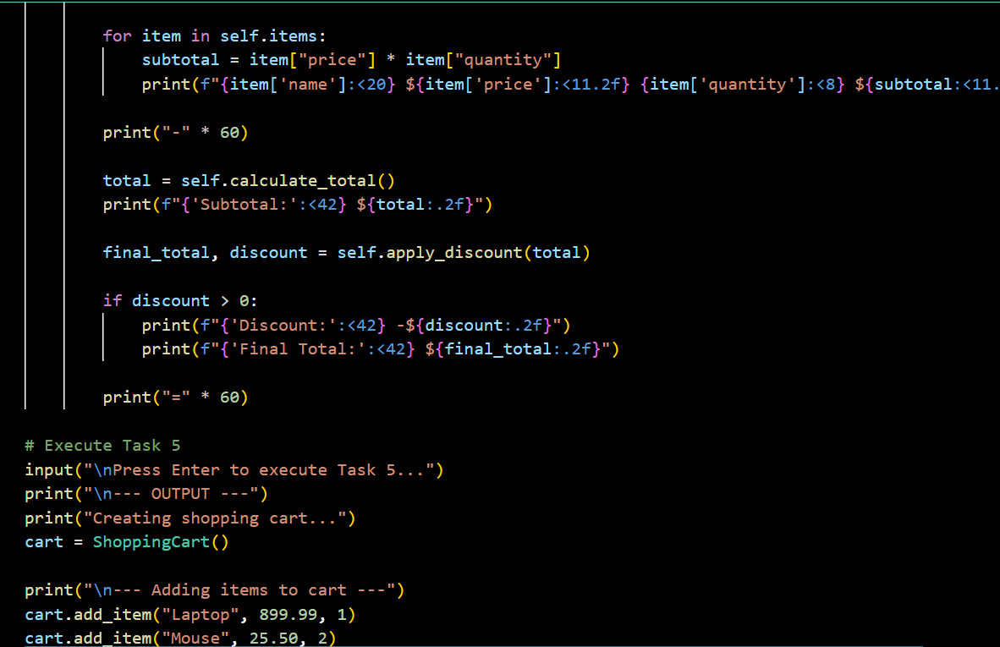 for item in self.items:
subtotal = item["price"] * item["quantity"]
print(f"{item['name']:<20} ${item['price']:<11.2f} {item['quantity']:<8} ${subtotal:<11.
print("-" * 60)
total = self.calculate_total()
print(f"{'Subtotal:':<42} ${total:.2f}")
final_total, discount = self.apply_discount(total)
if discount > 0:
print(f"{'Discount:':<42} -${discount:.2f}")
print(f"{'Final Total:':<42} ${final_total:.2f}")
print("=" * 60)
# Execute Task 5
input("\nPress Enter to execute Task 5...")
print("\n--- OUTPUT ---")
print("Creating shopping cart...")
cart = ShoppingCart()
print("\n--- Adding items to cart ---")
cart.add_item("Laptop", 899.99, 1)
cart.add_item("Mouse", 25.50, 2)